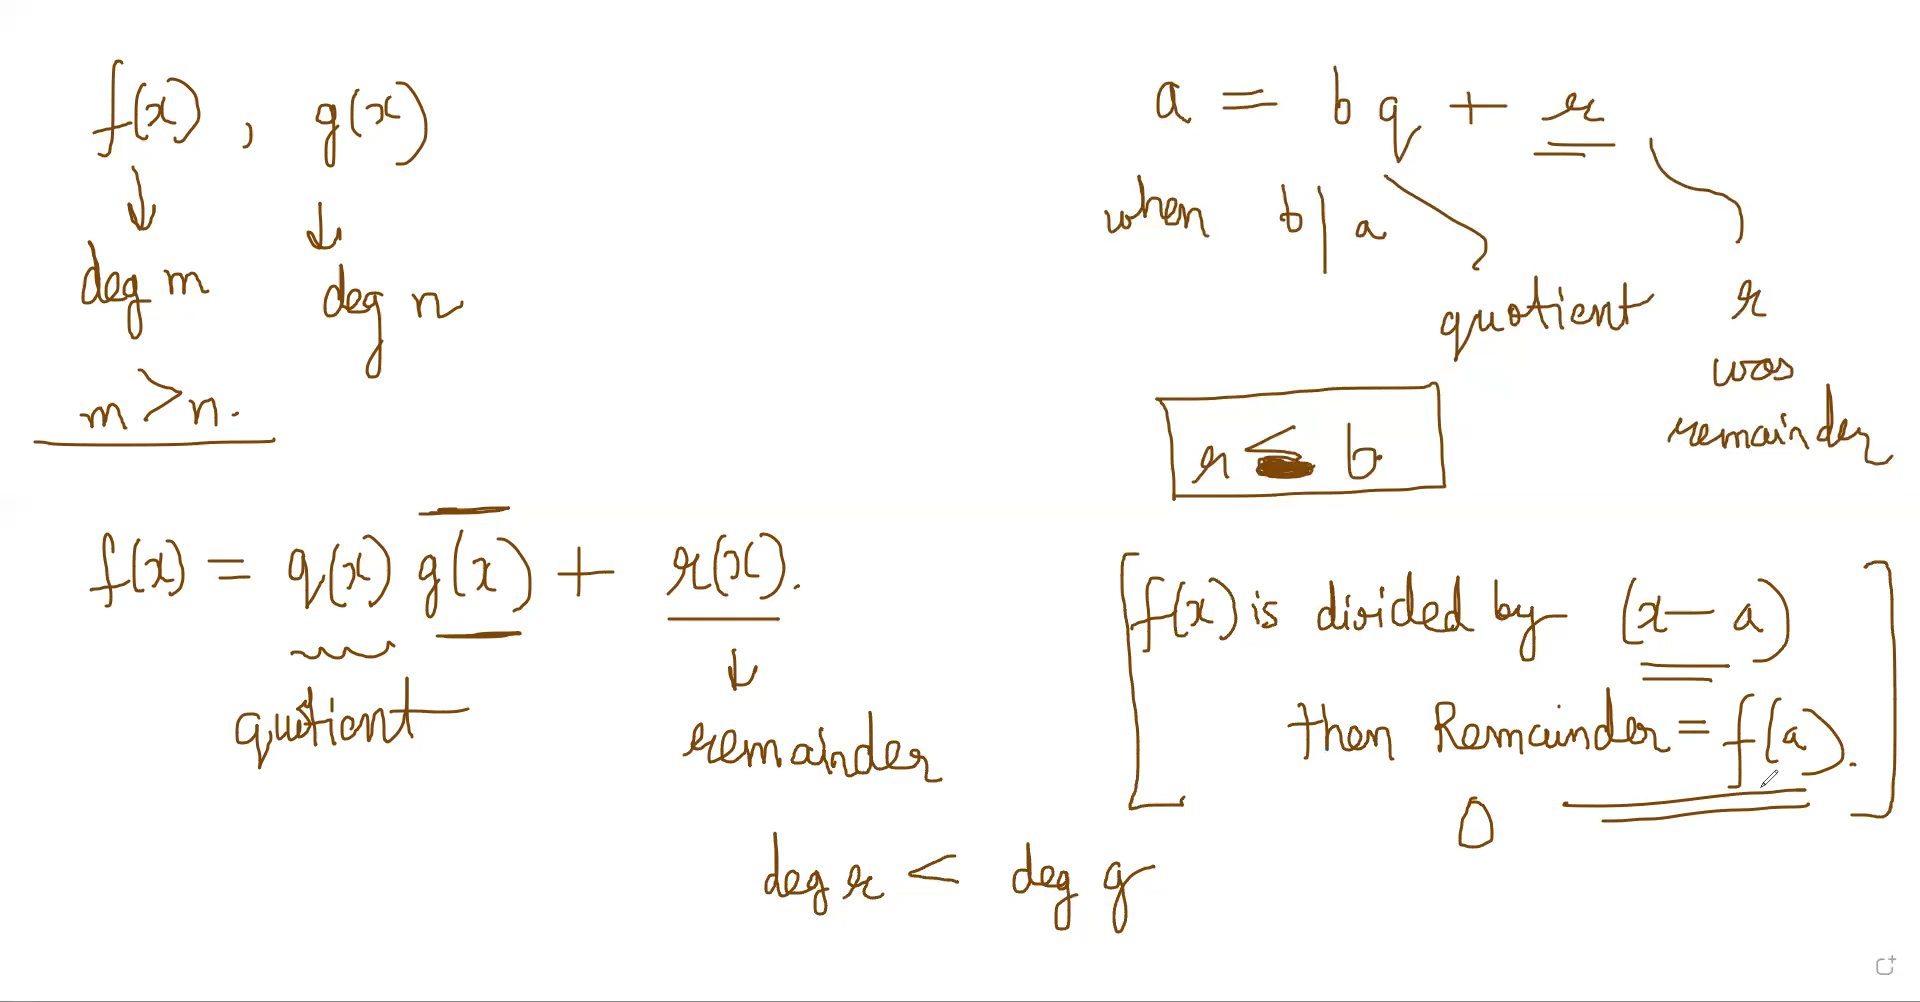 f(x) , g(x)
deg m deg n
m > n.
f(x) = q(x) g(x) + r(x).
quotient
remainder
deg r < deg g
a = b q + r
when b | a
quotient
r
was
remainder
r < b.
f(x) is divided by (x - a)
then Remainder = f(a).
0